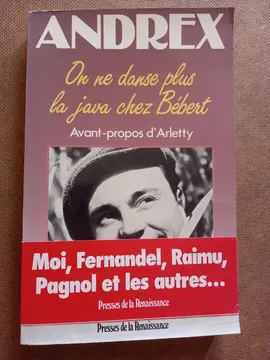 ANDREX
On ne danse plus
la java chez Bébert
Avant-propos d'Arletty
Moi, Fernandel, Raimu,
Pagnol et les autres...
Presses de la Renaissance
Presses de la Renaissance